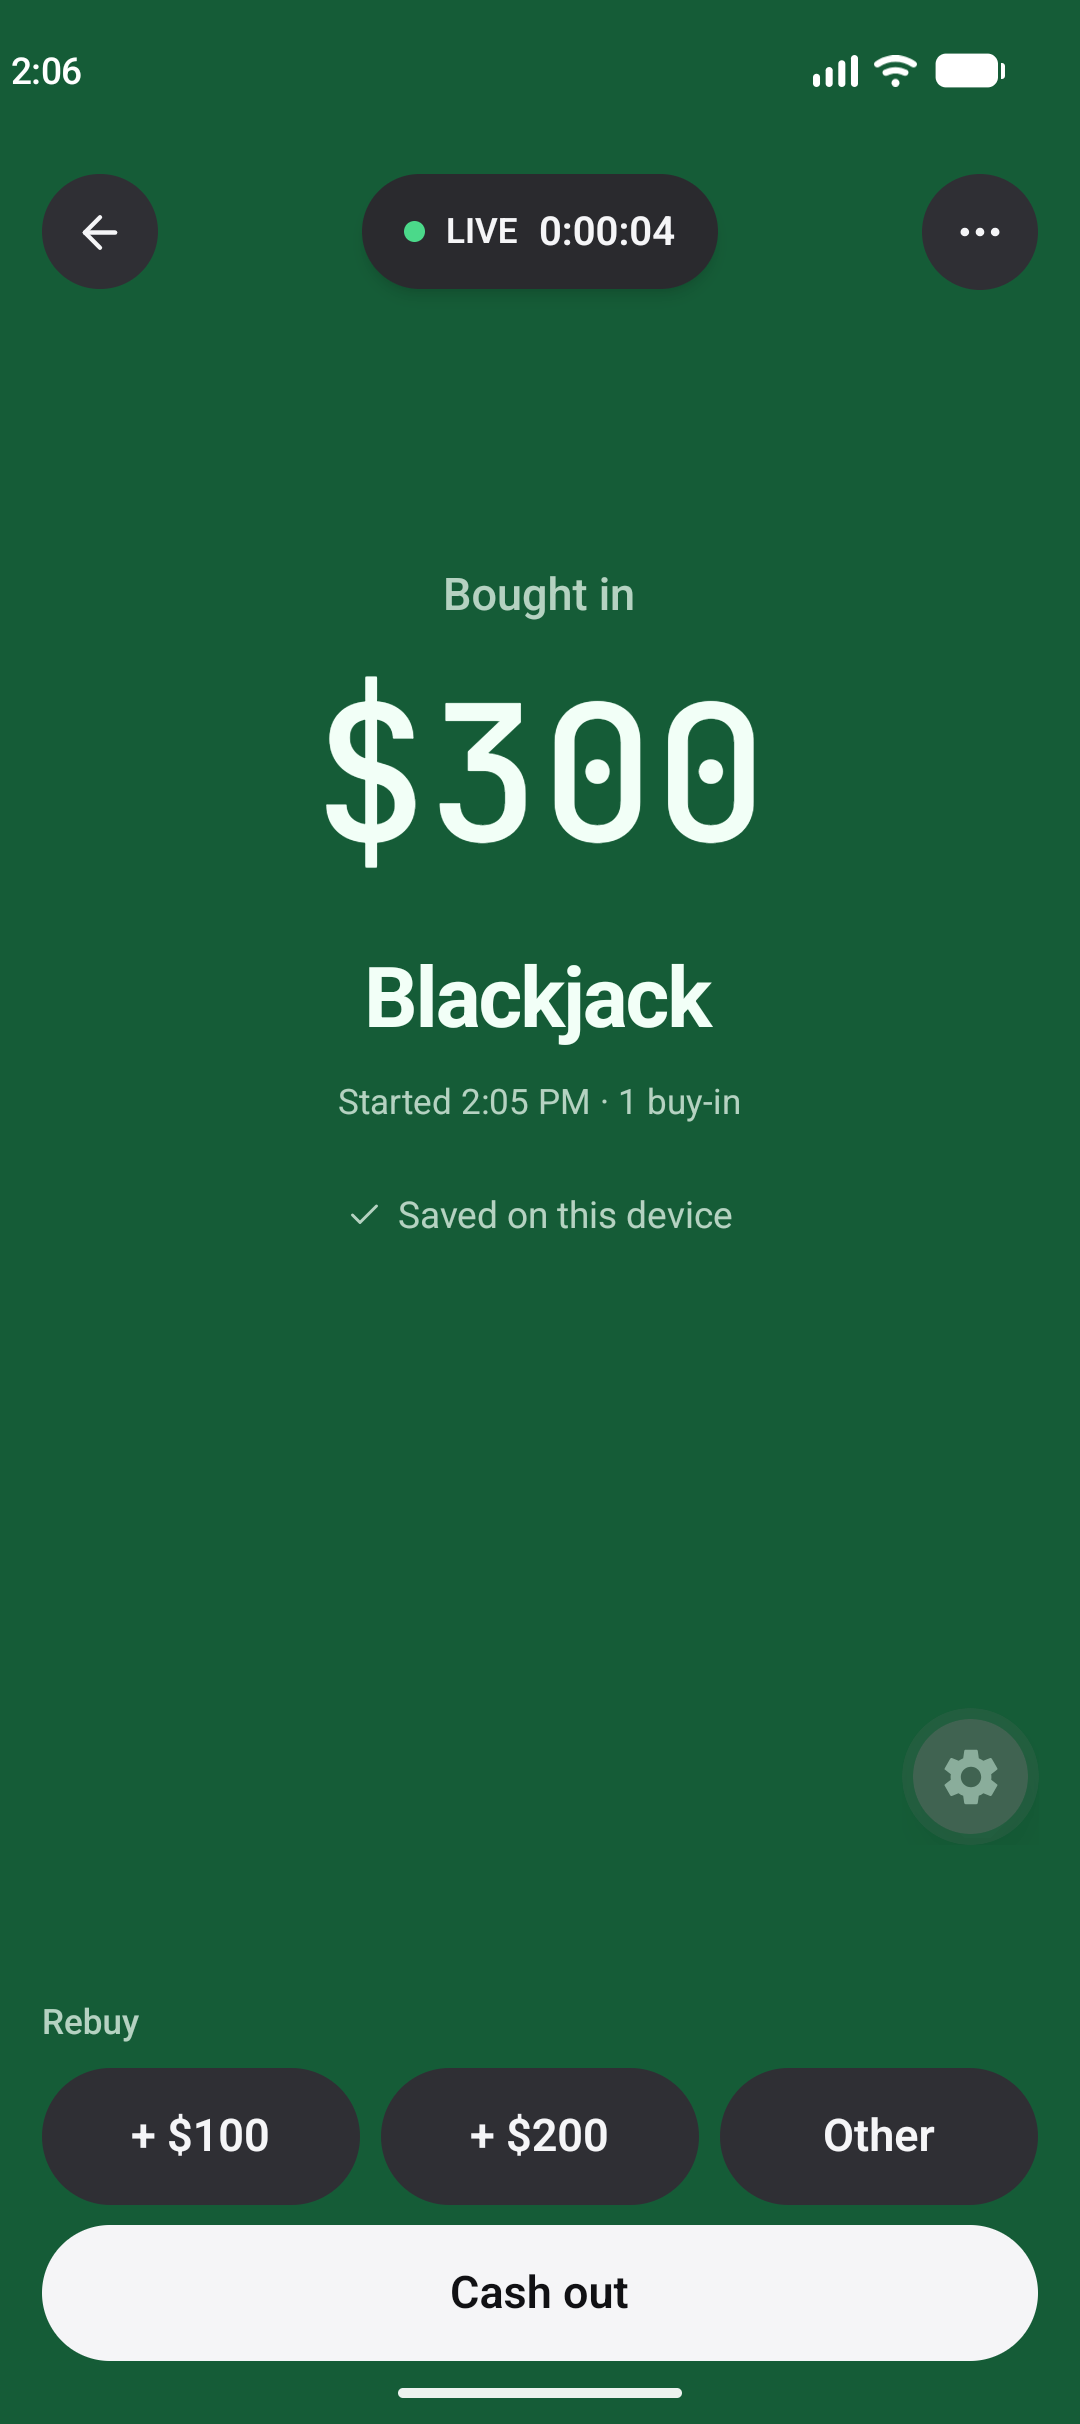 2:06
LIVE 0:00:04
Bought in
$300
Blackjack
Started 2:05 PM · 1 buy-in
Saved on this device
Rebuy
+ $100
+ $200
Other
Cash out